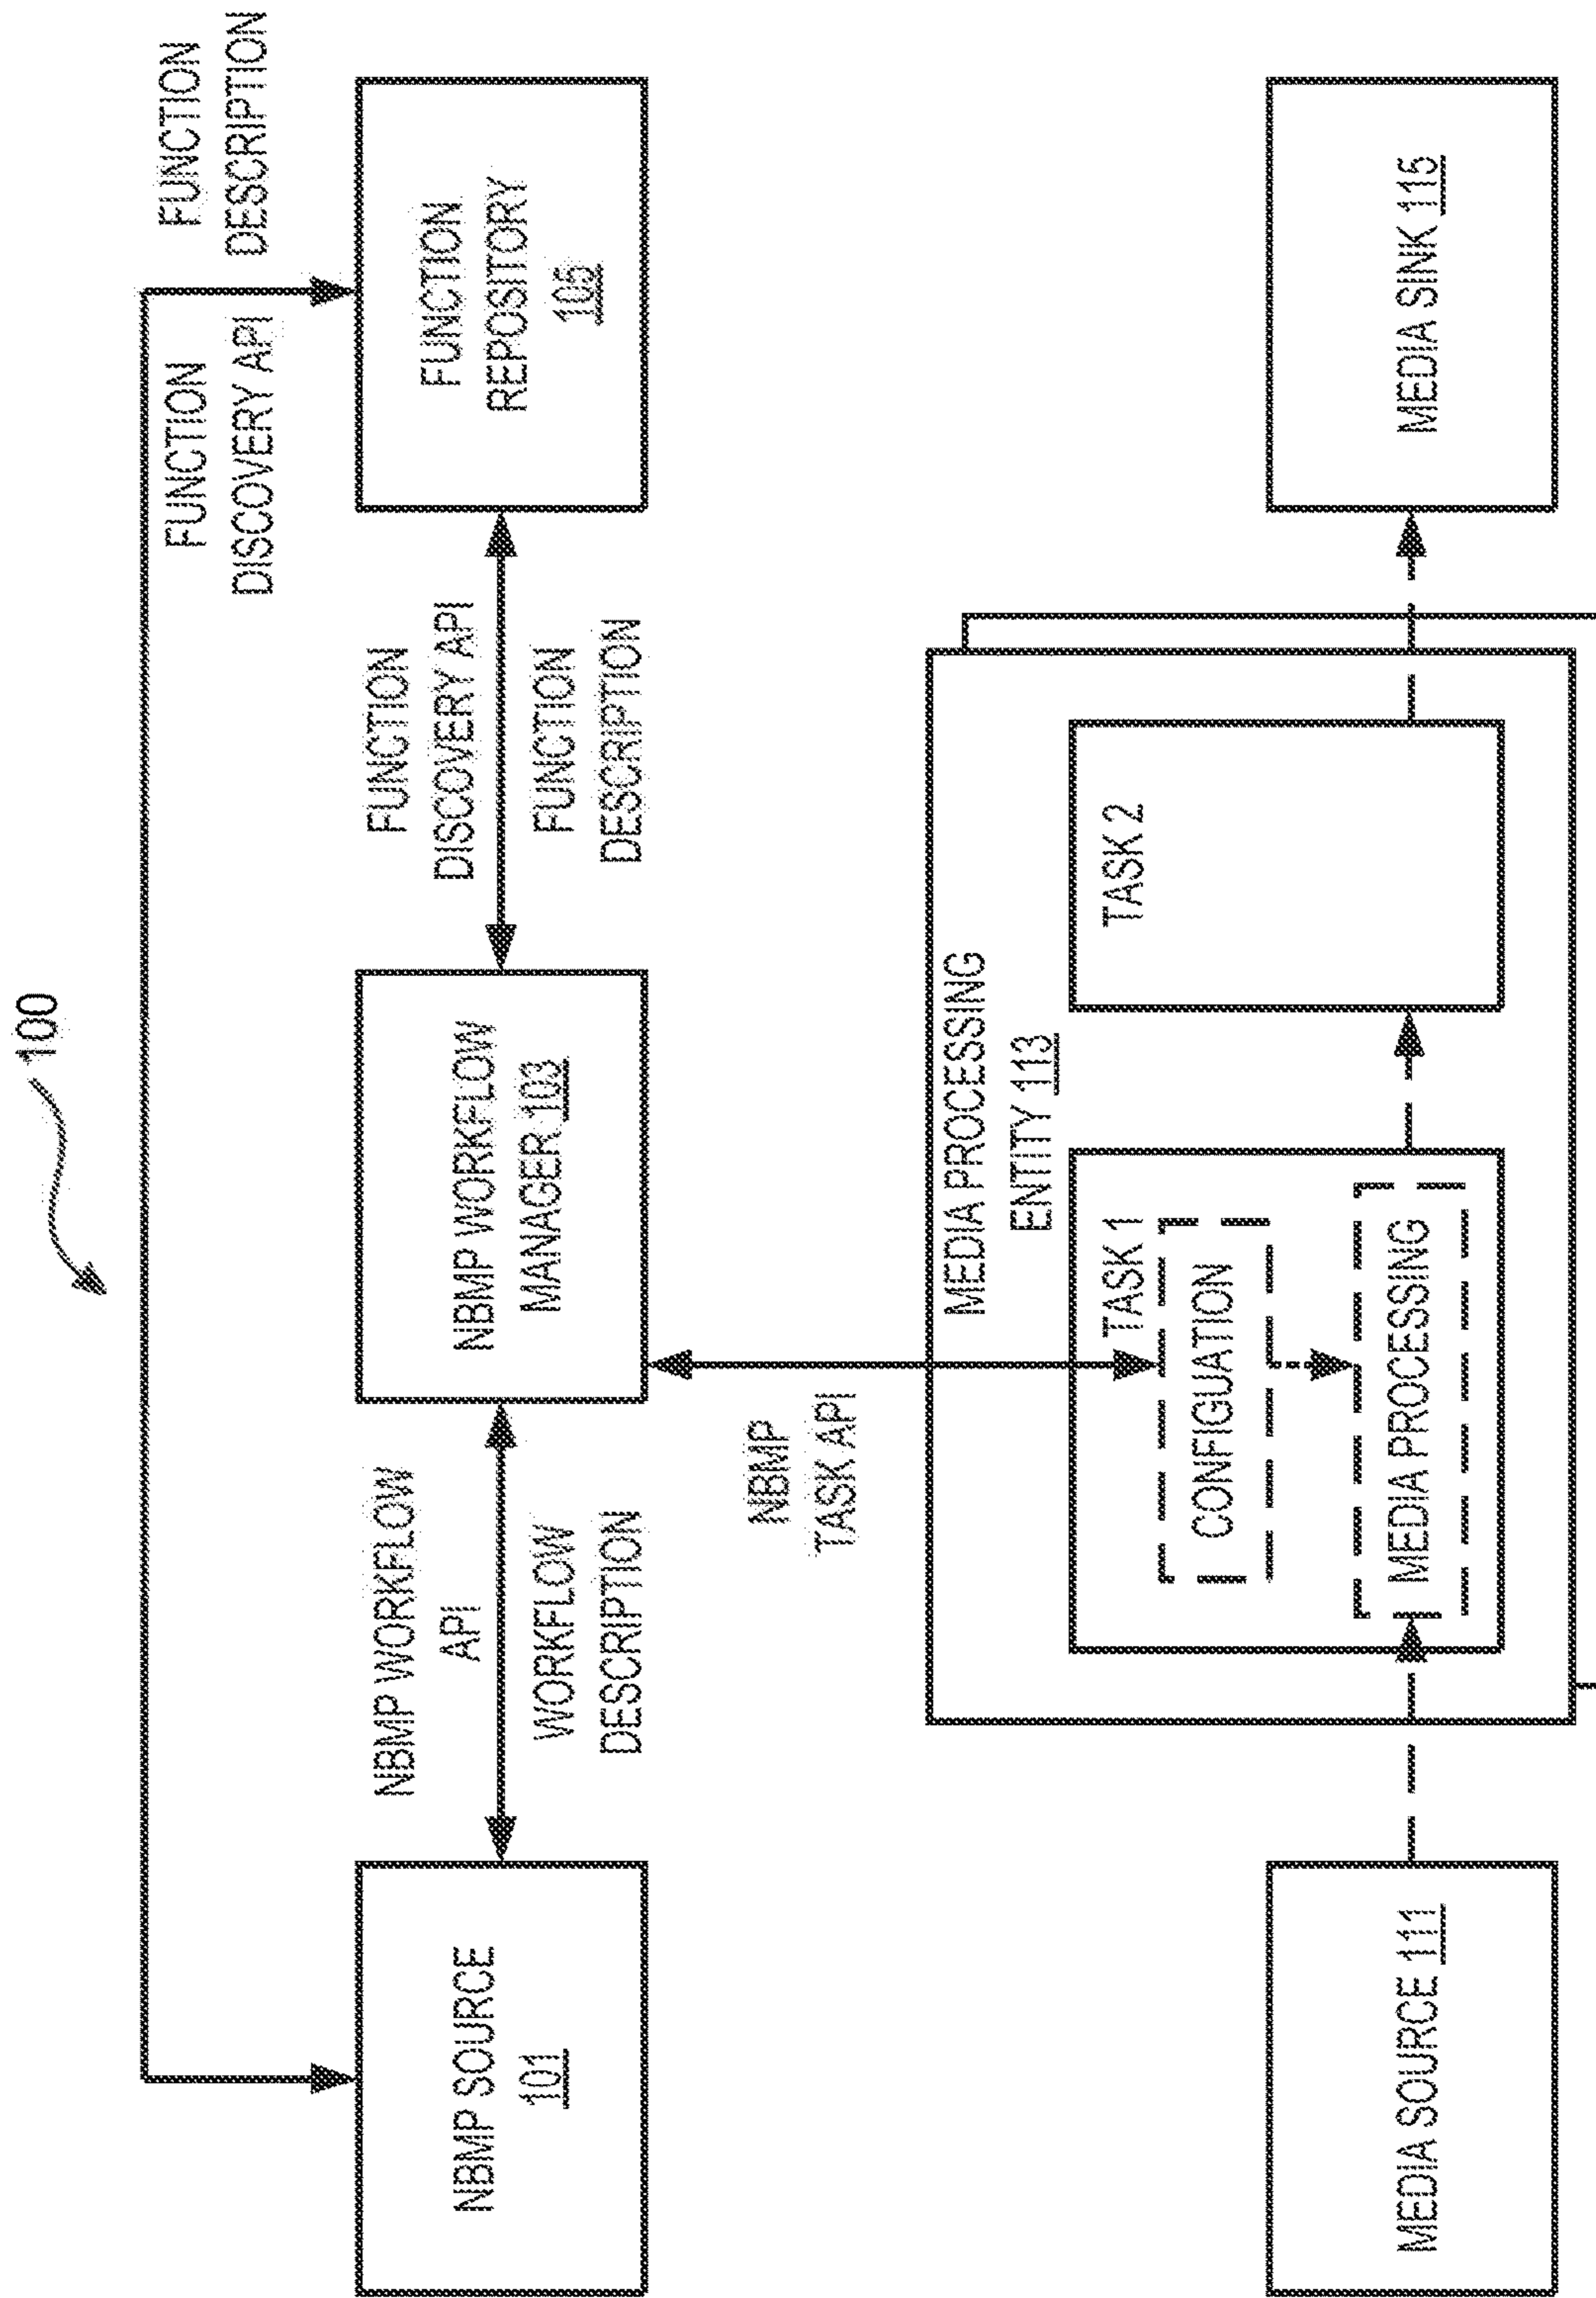 100
FUNCTION
DISCOVERY API
FUNCTION
DESCRIPTION
NBMP SOURCE
101
NBMP WORKFLOW
API
WORKFLOW
DESCRIPTION
NBMP WORKFLOW
MANAGER 103
FUNCTION
DISCOVERY API
FUNCTION
DESCRIPTION
FUNCTION
REPOSITORY
105
NBMP
TASK API
MEDIA PROCESSING
ENTITY 113
TASK 1
CONFIGUATION
MEDIA PROCESSING
TASK 2
MEDIA SOURCE 111
MEDIA SINK 115